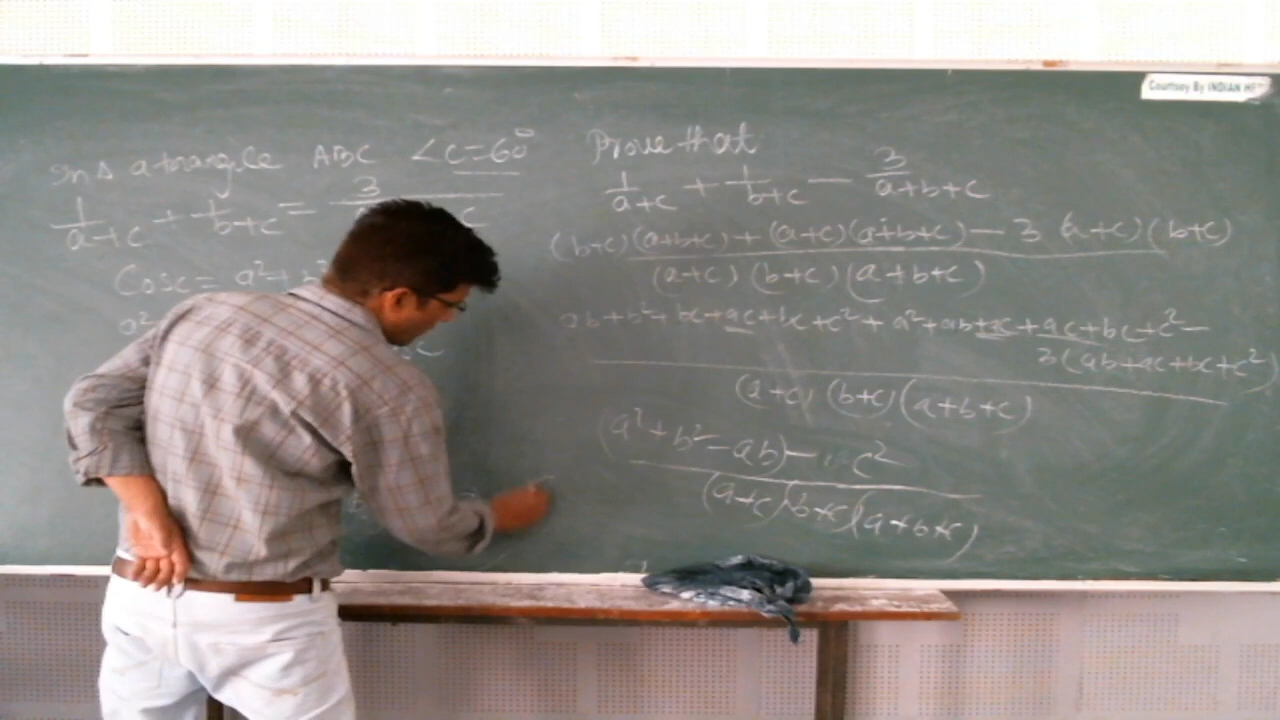 Courtsey By INDIAN
In a triangle ABC ∠C=60° Prove that
1/(a+c) + 1/(b+c) = 3/
Cosc = a²+b²
a²
1/(a+c) + 1/(b+c) − 3/(a+b+c)
(b+c)(a+b+c)+(a+c)(a+b+c)−3(a+c)(b+c)
(a+c)(b+c)(a+b+c)
ab+b²+bc+ac+bc+c²+a²+ab+ac+ac+bc+c²−
3(ab+ac+bc+c²)
(a+c)(b+c)(a+b+c)
(a²+b²−ab)−c²
(a+c)(b+c)(a+b+c)